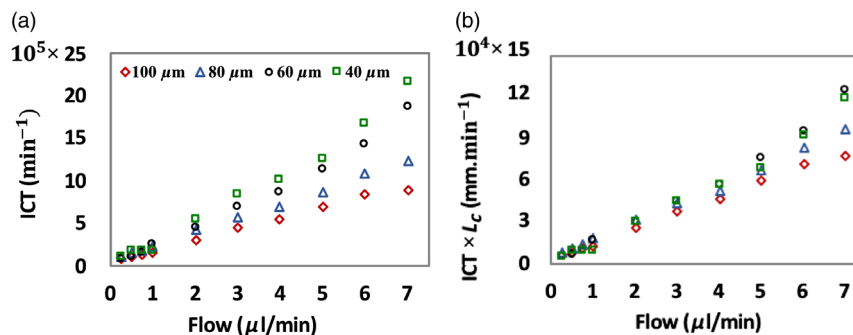 (a)
10⁵×
25
20
15
10
5
0
ICT (min⁻¹)
100 μm 80 μm 60 μm 40 μm
0 1 2 3 4 5 6 7
Flow (μl/min)
(b)
10⁴ × 15
12
9
6
3
0
ICT × L_c (mm.min⁻¹)
0 1 2 3 4 5 6 7
Flow (μl/min)